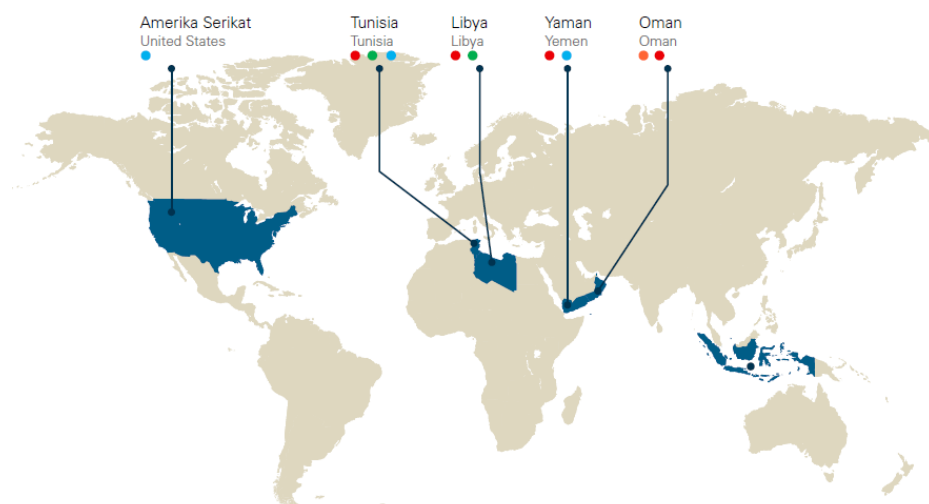 Amerika Serikat
United States
Tunisia
Tunisia
Libya
Libya
Yaman
Yemen
Oman
Oman